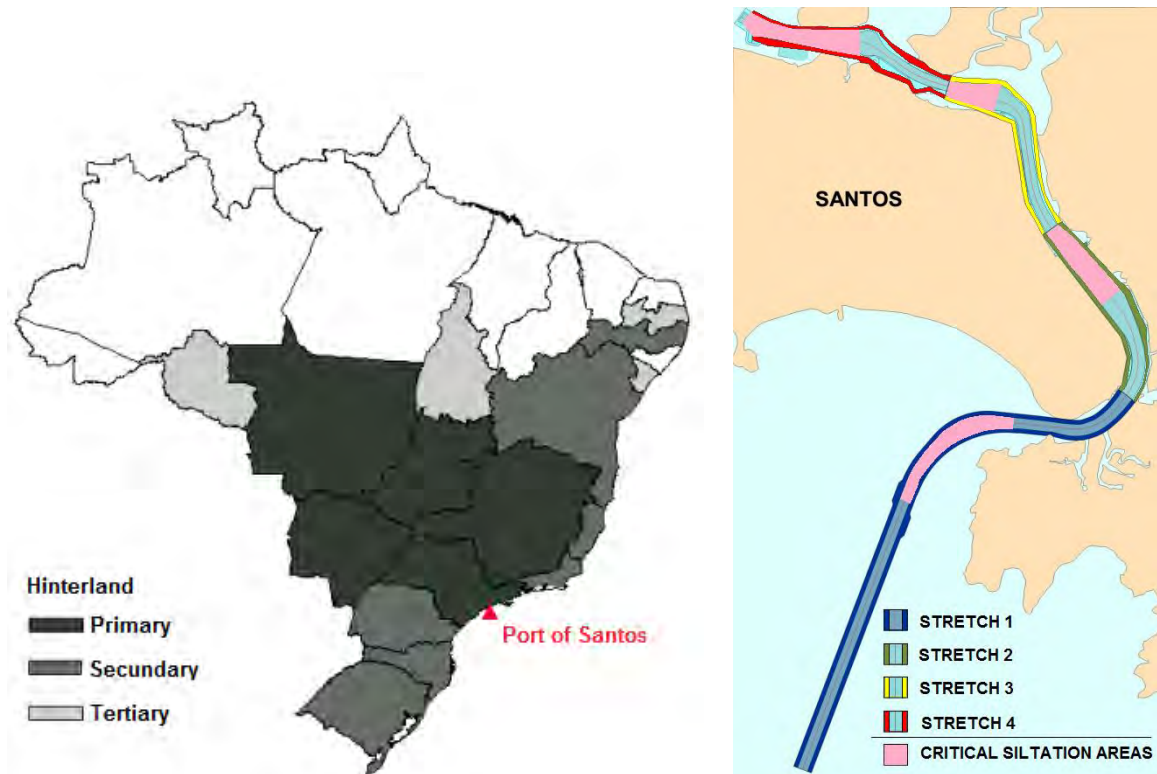 Hinterland
Primary
Secundary
Tertiary
Port of Santos
SANTOS
STRETCH 1
STRETCH 2
STRETCH 3
STRETCH 4
CRITICAL SILTATION AREAS